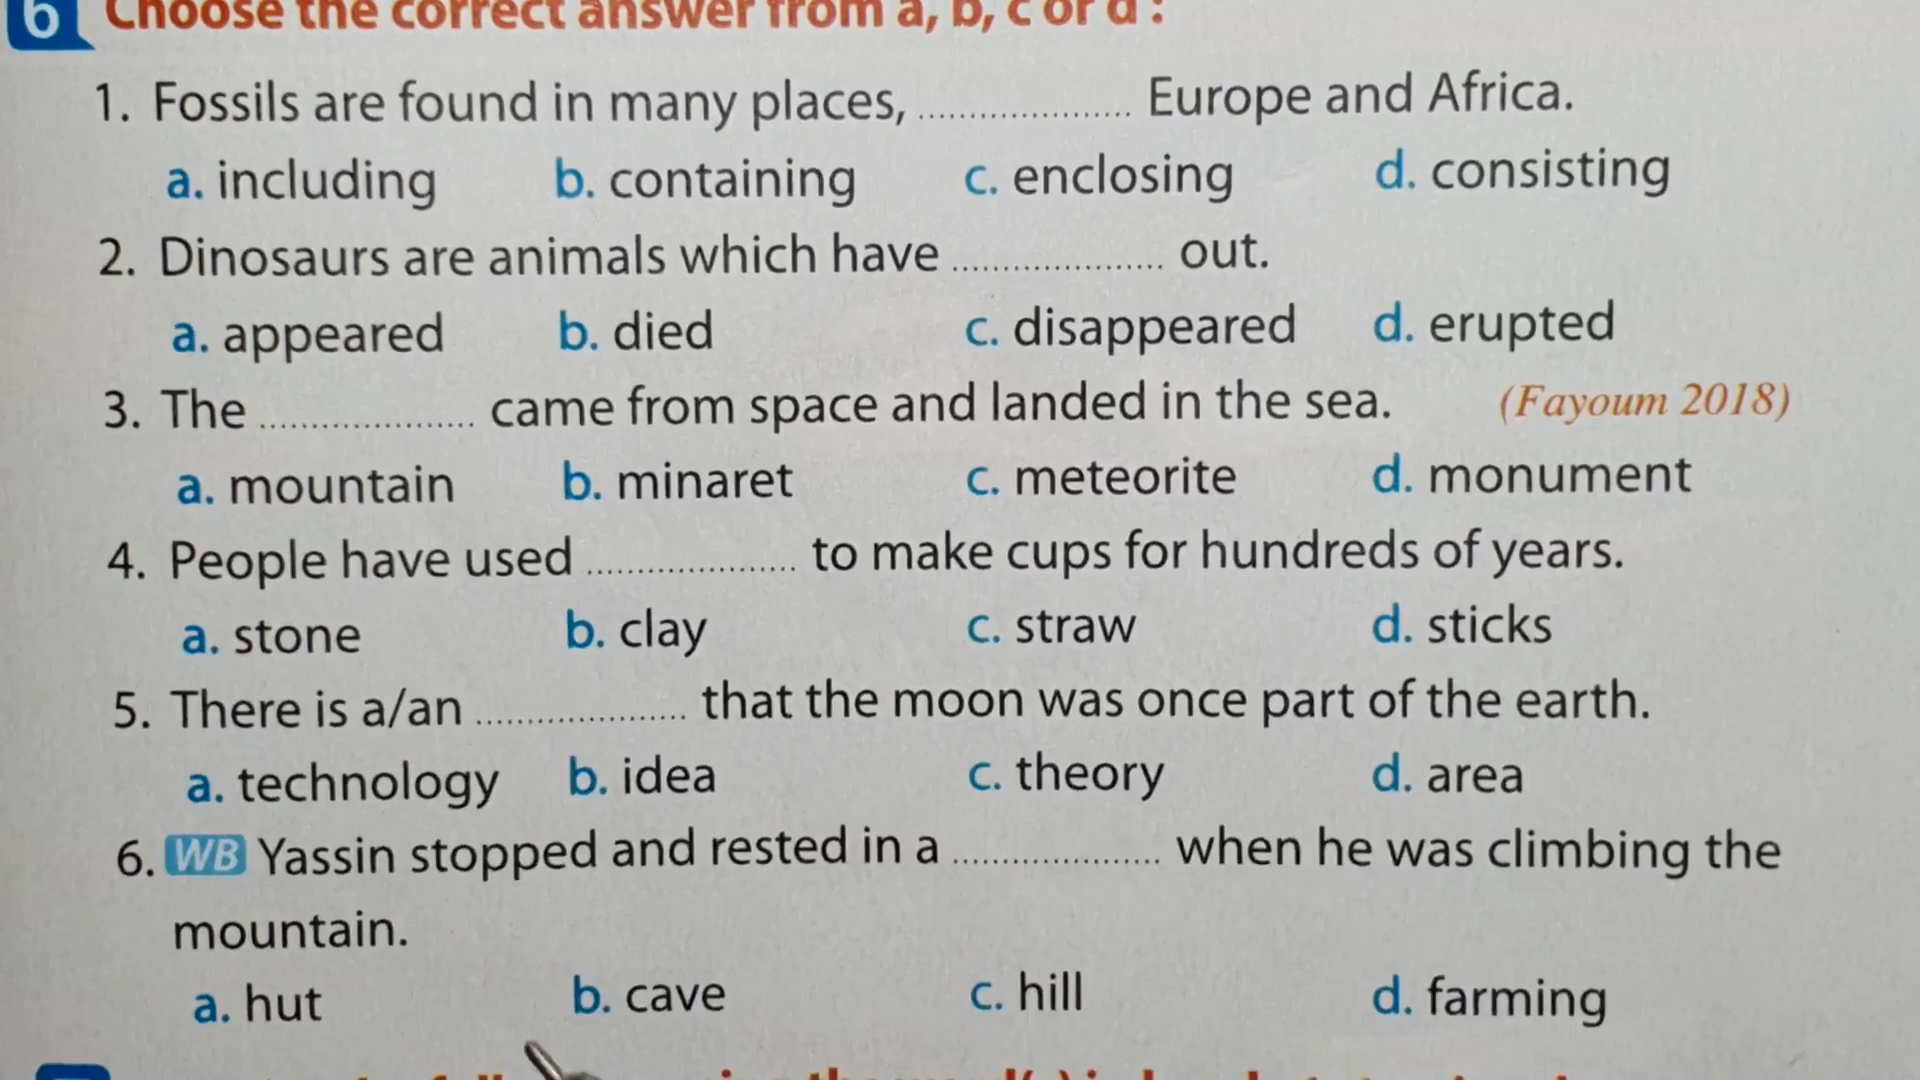 6 Choose the correct answer from a, b, c or d :
1. Fossils are found in many places, .................... Europe and Africa.
a. including b. containing c. enclosing d. consisting
2. Dinosaurs are animals which have .................... out.
a. appeared b. died c. disappeared d. erupted
3. The .................... came from space and landed in the sea. (Fayoum 2018)
a. mountain b. minaret c. meteorite d. monument
4. People have used .................... to make cups for hundreds of years.
a. stone b. clay c. straw d. sticks
5. There is a/an .................... that the moon was once part of the earth.
a. technology b. idea c. theory d. area
6. WB Yassin stopped and rested in a .................... when he was climbing the
mountain.
a. hut b. cave c. hill d. farming